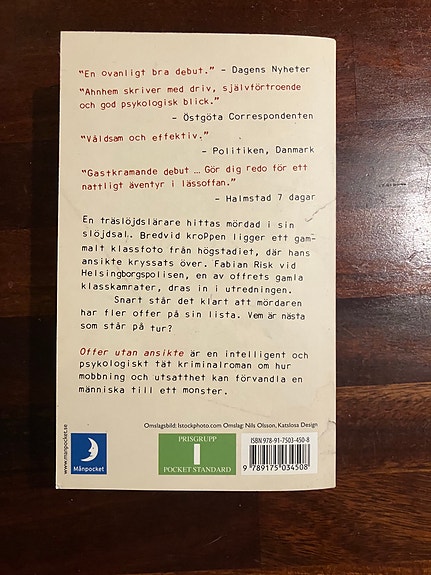 "En ovanligt bra debut." – Dagens Nyheter
"Ahnhem skriver med driv, självförtroende
och god psykologisk blick."
– Östgöta Correspondenten
"Våldsam och effektiv."
– Politiken, Danmark
"Gastkramande debut … Gör dig redo för ett
nattligt äventyr i lässoffan."
– Halmstad 7 dagar
En träslöjdslärare hittas mördad i sin
slöjdsal. Bredvid kroppen ligger ett gam-
malt klassfoto från högstadiet, där hans
ansikte kryssats över. Fabian Risk vid
Helsingborgspolisen, en av offrets gamla
klasskamrater, dras in i utredningen.
Snart står det klart att mördaren
har fler offer på sin lista. Vem är nästa
som står på tur?
Offer utan ansikte är en intelligent och
psykologiskt tät kriminalroman om hur
mobbning och utsatthet kan förvandla en
människa till ett monster.
Omslagsbild: Istockphoto.com Omslag: Nils Olsson, Katslosa Design
www.manpocket.se
Månpocket
PRISGRUPP
I
POCKET STANDARD
ISBN 978-91-7503-450-8
9 789175 034508